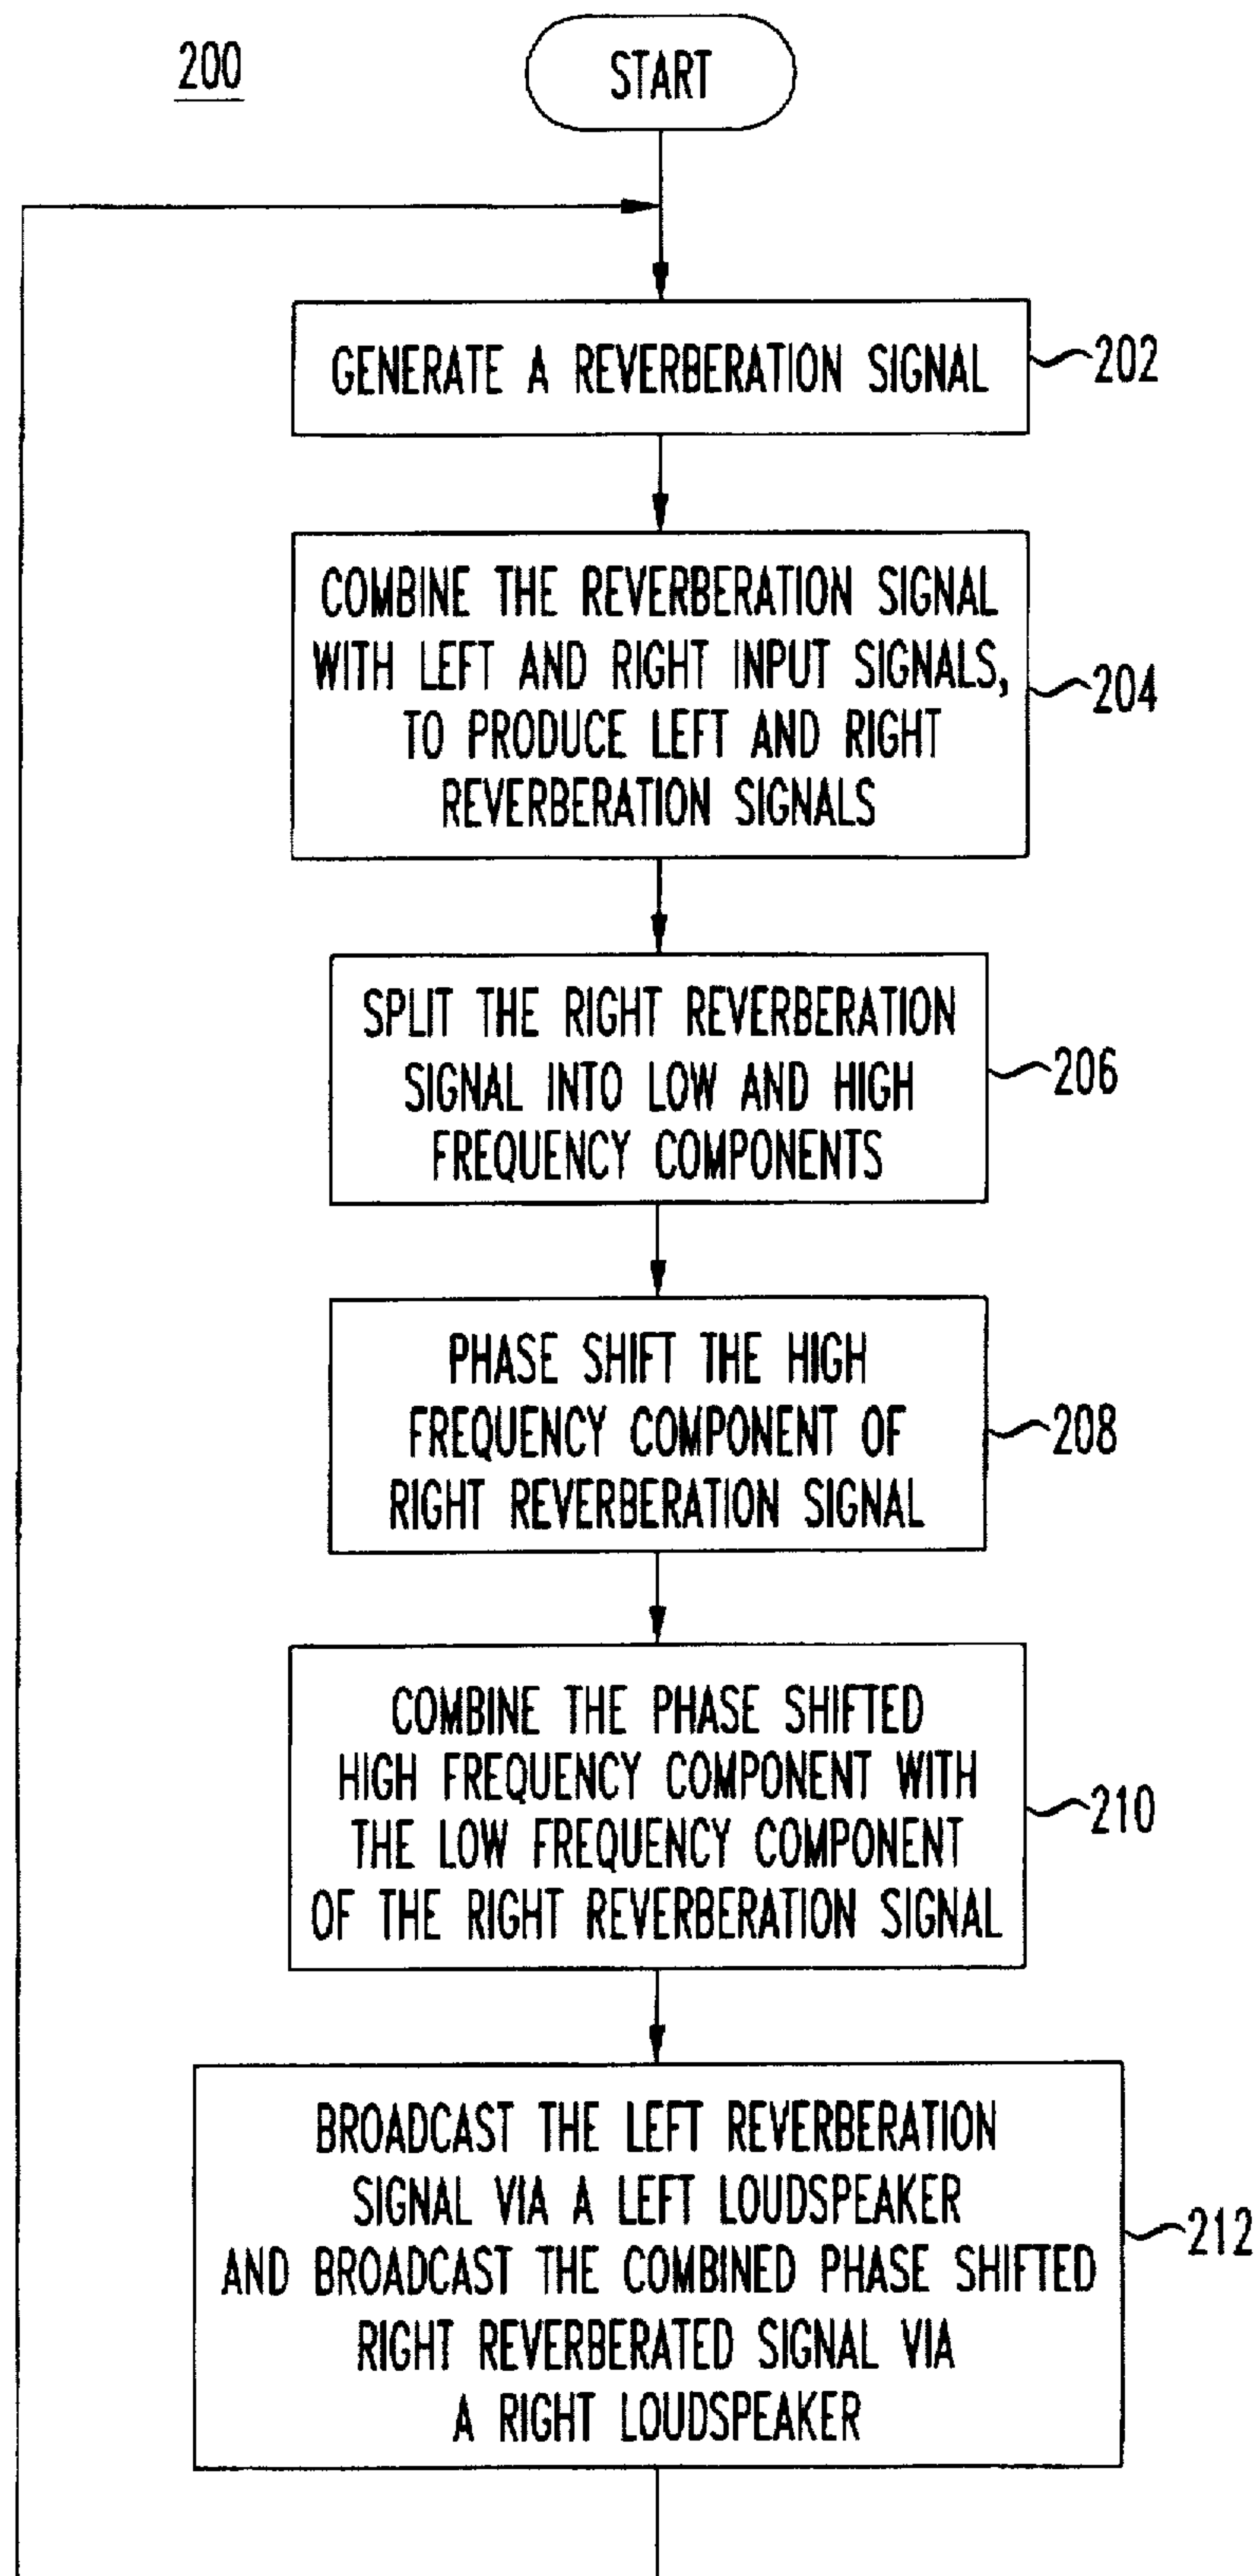 200
START
GENERATE A REVERBERATION SIGNAL
202
COMBINE THE REVERBERATION SIGNAL
WITH LEFT AND RIGHT INPUT SIGNALS,
TO PRODUCE LEFT AND RIGHT
REVERBERATION SIGNALS
204
SPLIT THE RIGHT REVERBERATION
SIGNAL INTO LOW AND HIGH
FREQUENCY COMPONENTS
206
PHASE SHIFT THE HIGH
FREQUENCY COMPONENT OF
RIGHT REVERBERATION SIGNAL
208
COMBINE THE PHASE SHIFTED
HIGH FREQUENCY COMPONENT WITH
THE LOW FREQUENCY COMPONENT
OF THE RIGHT REVERBERATION SIGNAL
210
BROADCAST THE LEFT REVERBERATION
SIGNAL VIA A LEFT LOUDSPEAKER
AND BROADCAST THE COMBINED PHASE SHIFTED
RIGHT REVERBERATED SIGNAL VIA
A RIGHT LOUDSPEAKER
212